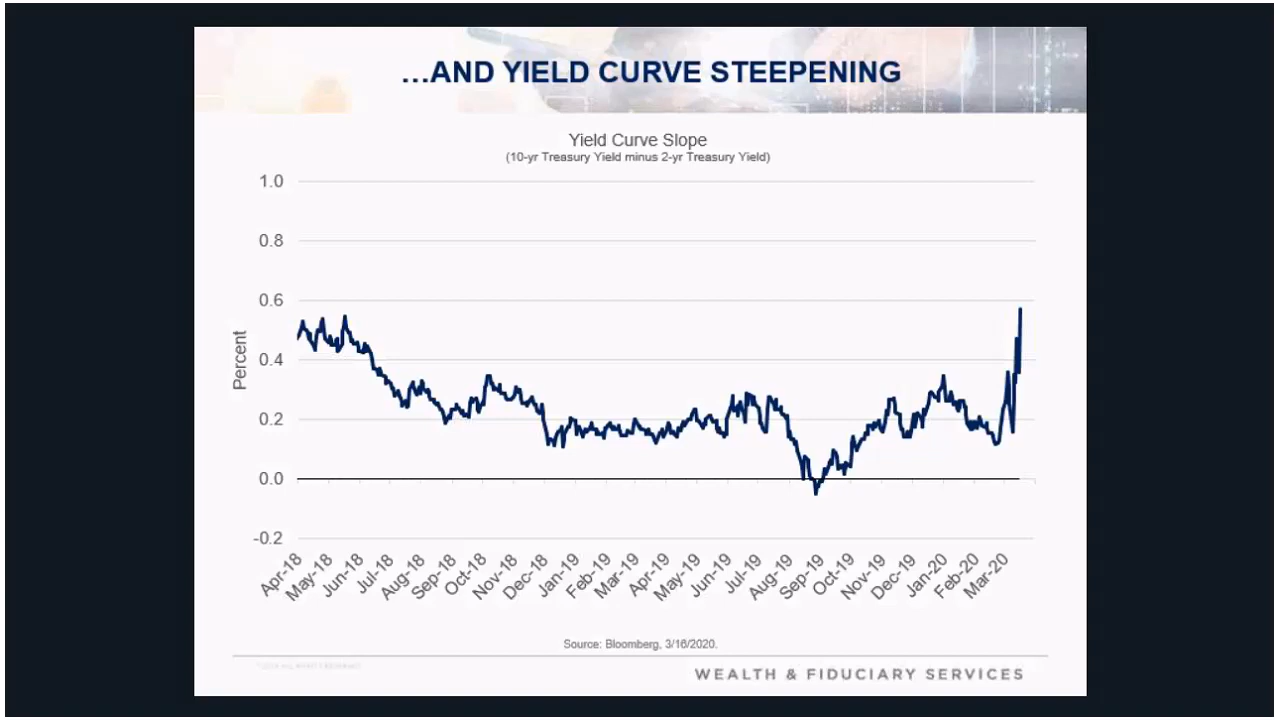 …AND YIELD CURVE STEEPENING
Yield Curve Slope
(10-yr Treasury Yield minus 2-yr Treasury Yield)
1.0
0.8
0.6
0.4
0.2
0.0
-0.2
Percent
Apr-18
May-18
Jun-18
Jul-18
Aug-18
Sep-18
Oct-18
Nov-18
Dec-18
Jan-19
Feb-19
Mar-19
Apr-19
May-19
Jun-19
Jul-19
Aug-19
Sep-19
Oct-19
Nov-19
Dec-19
Jan-20
Feb-20
Mar-20
Source: Bloomberg, 3/16/2020.
WEALTH & FIDUCIARY SERVICES